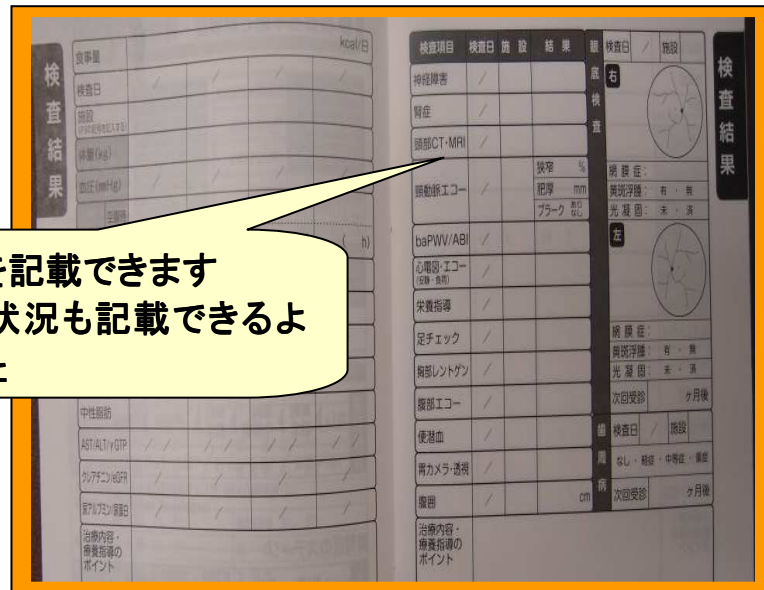 検査結果
食事量 kcal/日
検査日 / / / /
施設
体重(kg)
血圧(mmHg)
h)
を記載できます
状況も記載できるよ
中性脂肪
AST/ALT/γGTP / / / / / / / /
クレアチニン/eGFR / / / /
尿アルブミン/尿蛋白 / / / /
治療内容・
療養指導の
ポイント
検査項目 検査日 施設 結果
神経障害 /
腎症 /
頭部CT・MRI /
頸動脈エコー /
狭窄 %
肥厚 mm
プラーク あり なし
baPWV/ABI /
心電図・エコー /
(安静・負荷)
栄養指導 /
足チェック /
胸部レントゲン /
腹部エコー /
便潜血 /
胃カメラ・透視 /
腹囲 / cm
治療内容・
療養指導の
ポイント
眼底検査
検査日 / 施設
右
網膜症:
黄斑浮腫: 有・無
光凝固: 未・済
左
網膜症:
黄斑浮腫: 有・無
光凝固: 未・済
次回受診 ヶ月後
歯周病
検査日 / 施設
なし・軽症・中等症・重症
次回受診 ヶ月後
検査結果